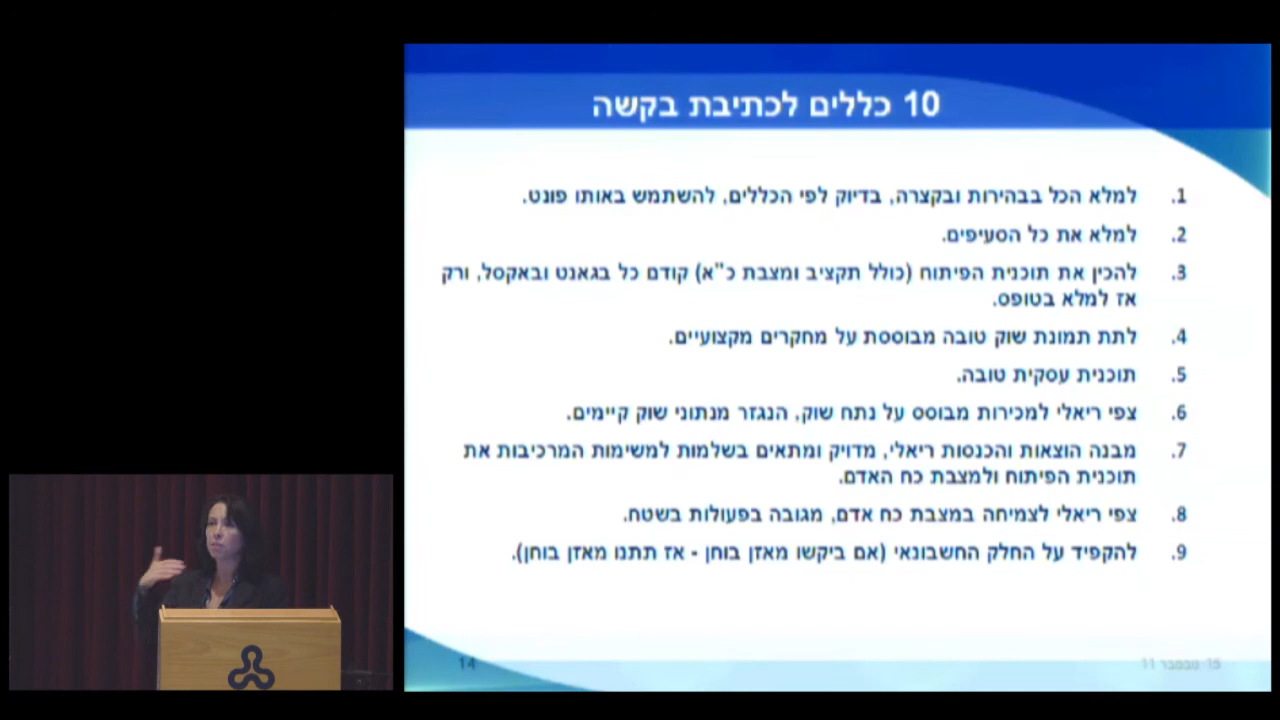 10 כללים לכתיבת בקשה
1. למלא הכל בבהירות ובקצרה, בדיוק לפי הכללים, להשתמש באותו פונט.
2. למלא את כל הסעיפים.
3. להכין את תוכנית הפיתוח (כולל תקציב ומצבת כ"א) קודם כל בגאנט ובאקסל, ורק
אז למלא בטופס.
4. לתת תמונת שוק טובה מבוססת על מחקרים מקצועיים.
5. תוכנית עסקית טובה.
6. צפי ריאלי למכירות מבוסס על נתח שוק, הנגזר מנתוני שוק קיימים.
7. מבנה הוצאות והכנסות ריאלי, מדויק ומתאים בשלמות למשימות המרכיבות את
תוכנית הפיתוח ולמצבת כח האדם.
8. צפי ריאלי לצמיחה במצבת כח אדם, מגובה בפעולות בשטח.
9. להקפיד על החלק החשבונאי (אם ביקשו מאזן בוחן - אז תתנו מאזן בוחן).
15 נובמבר 11
14